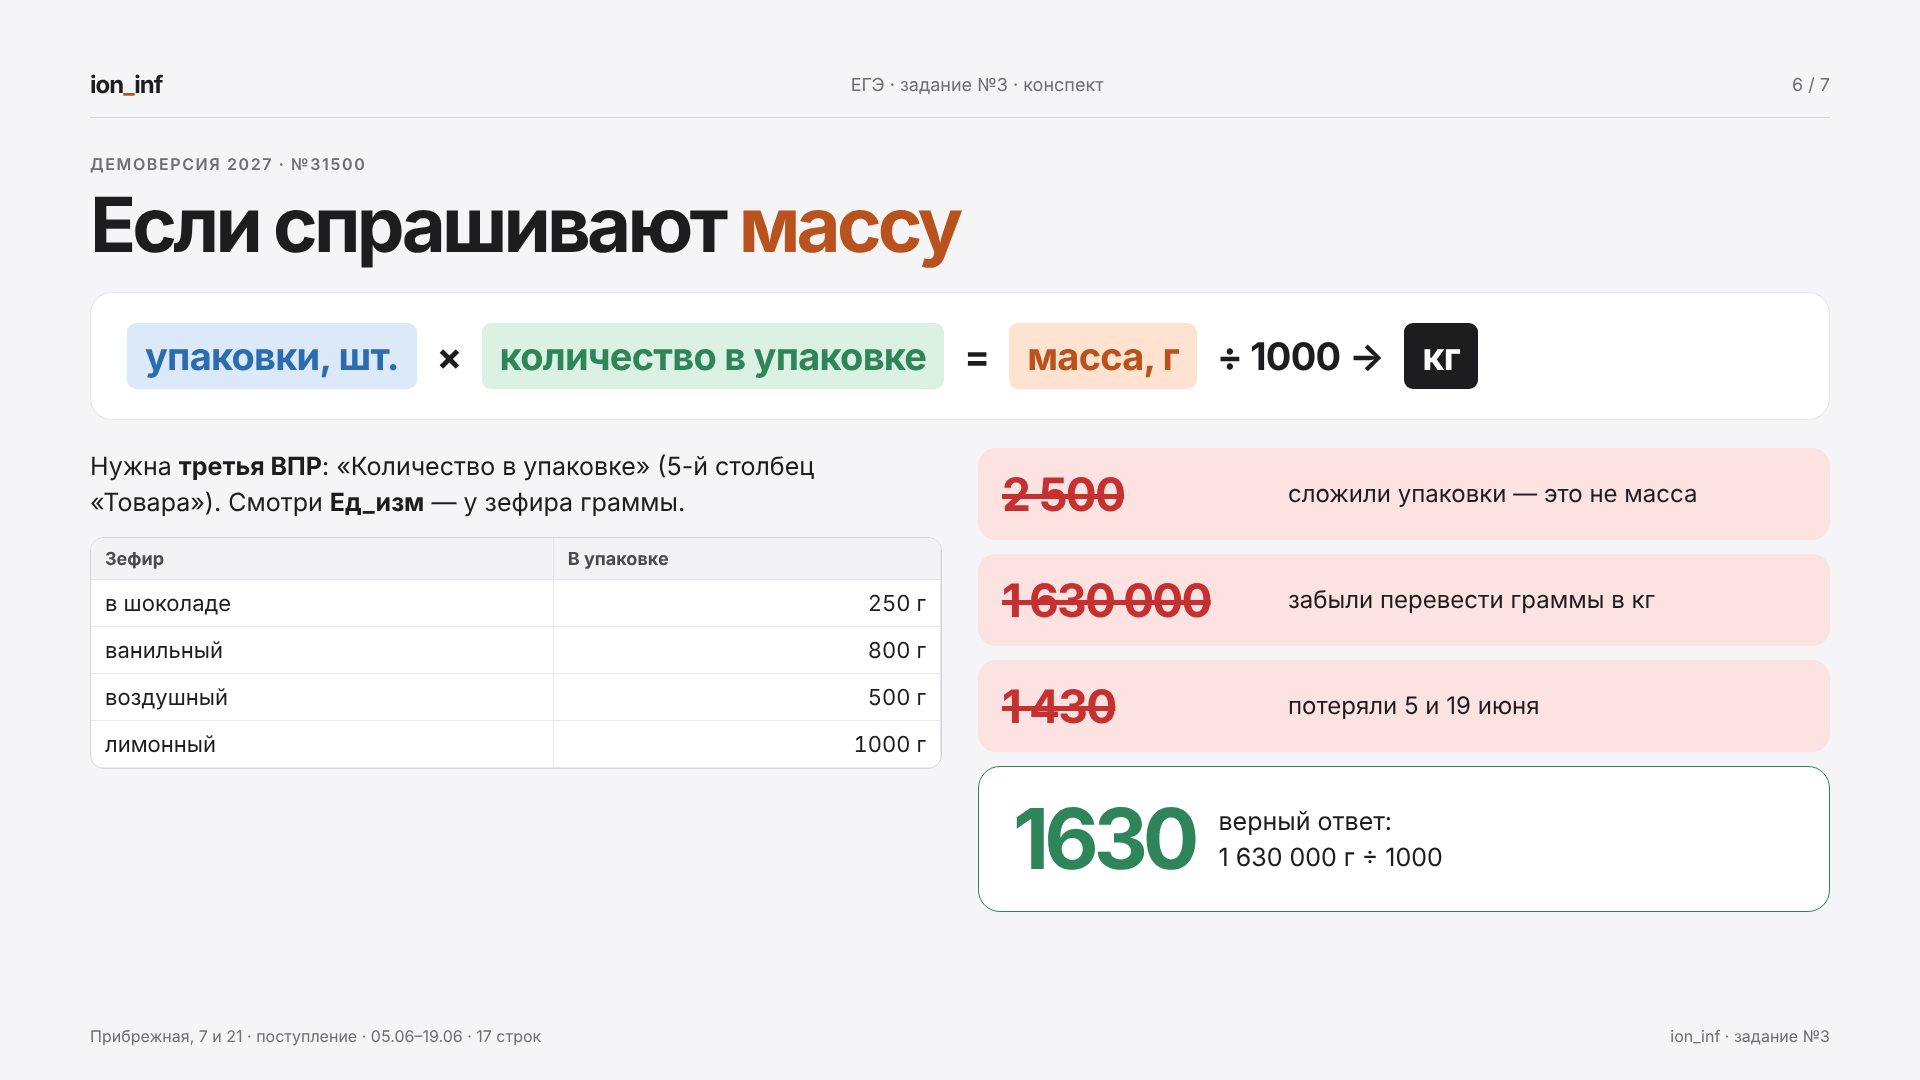 ion_inf
ЕГЭ · задание №3 · конспект
6 / 7
ДЕМОВЕРСИЯ 2027 · №31500
Если спрашивают массу
упаковки, шт. × количество в упаковке = масса, г ÷ 1000 → кг
Нужна третья ВПР: «Количество в упаковке» (5-й столбец
«Товара»). Смотри Ед_изм — у зефира граммы.
Зефир В упаковке
в шоколаде 250 г
ванильный 800 г
воздушный 500 г
лимонный 1000 г
2 500 сложили упаковки — это не масса
1 630 000 забыли перевести граммы в кг
1 430 потеряли 5 и 19 июня
1630
верный ответ:
1 630 000 г ÷ 1000
Прибрежная, 7 и 21 · поступление · 05.06–19.06 · 17 строк
ion_inf · задание №3